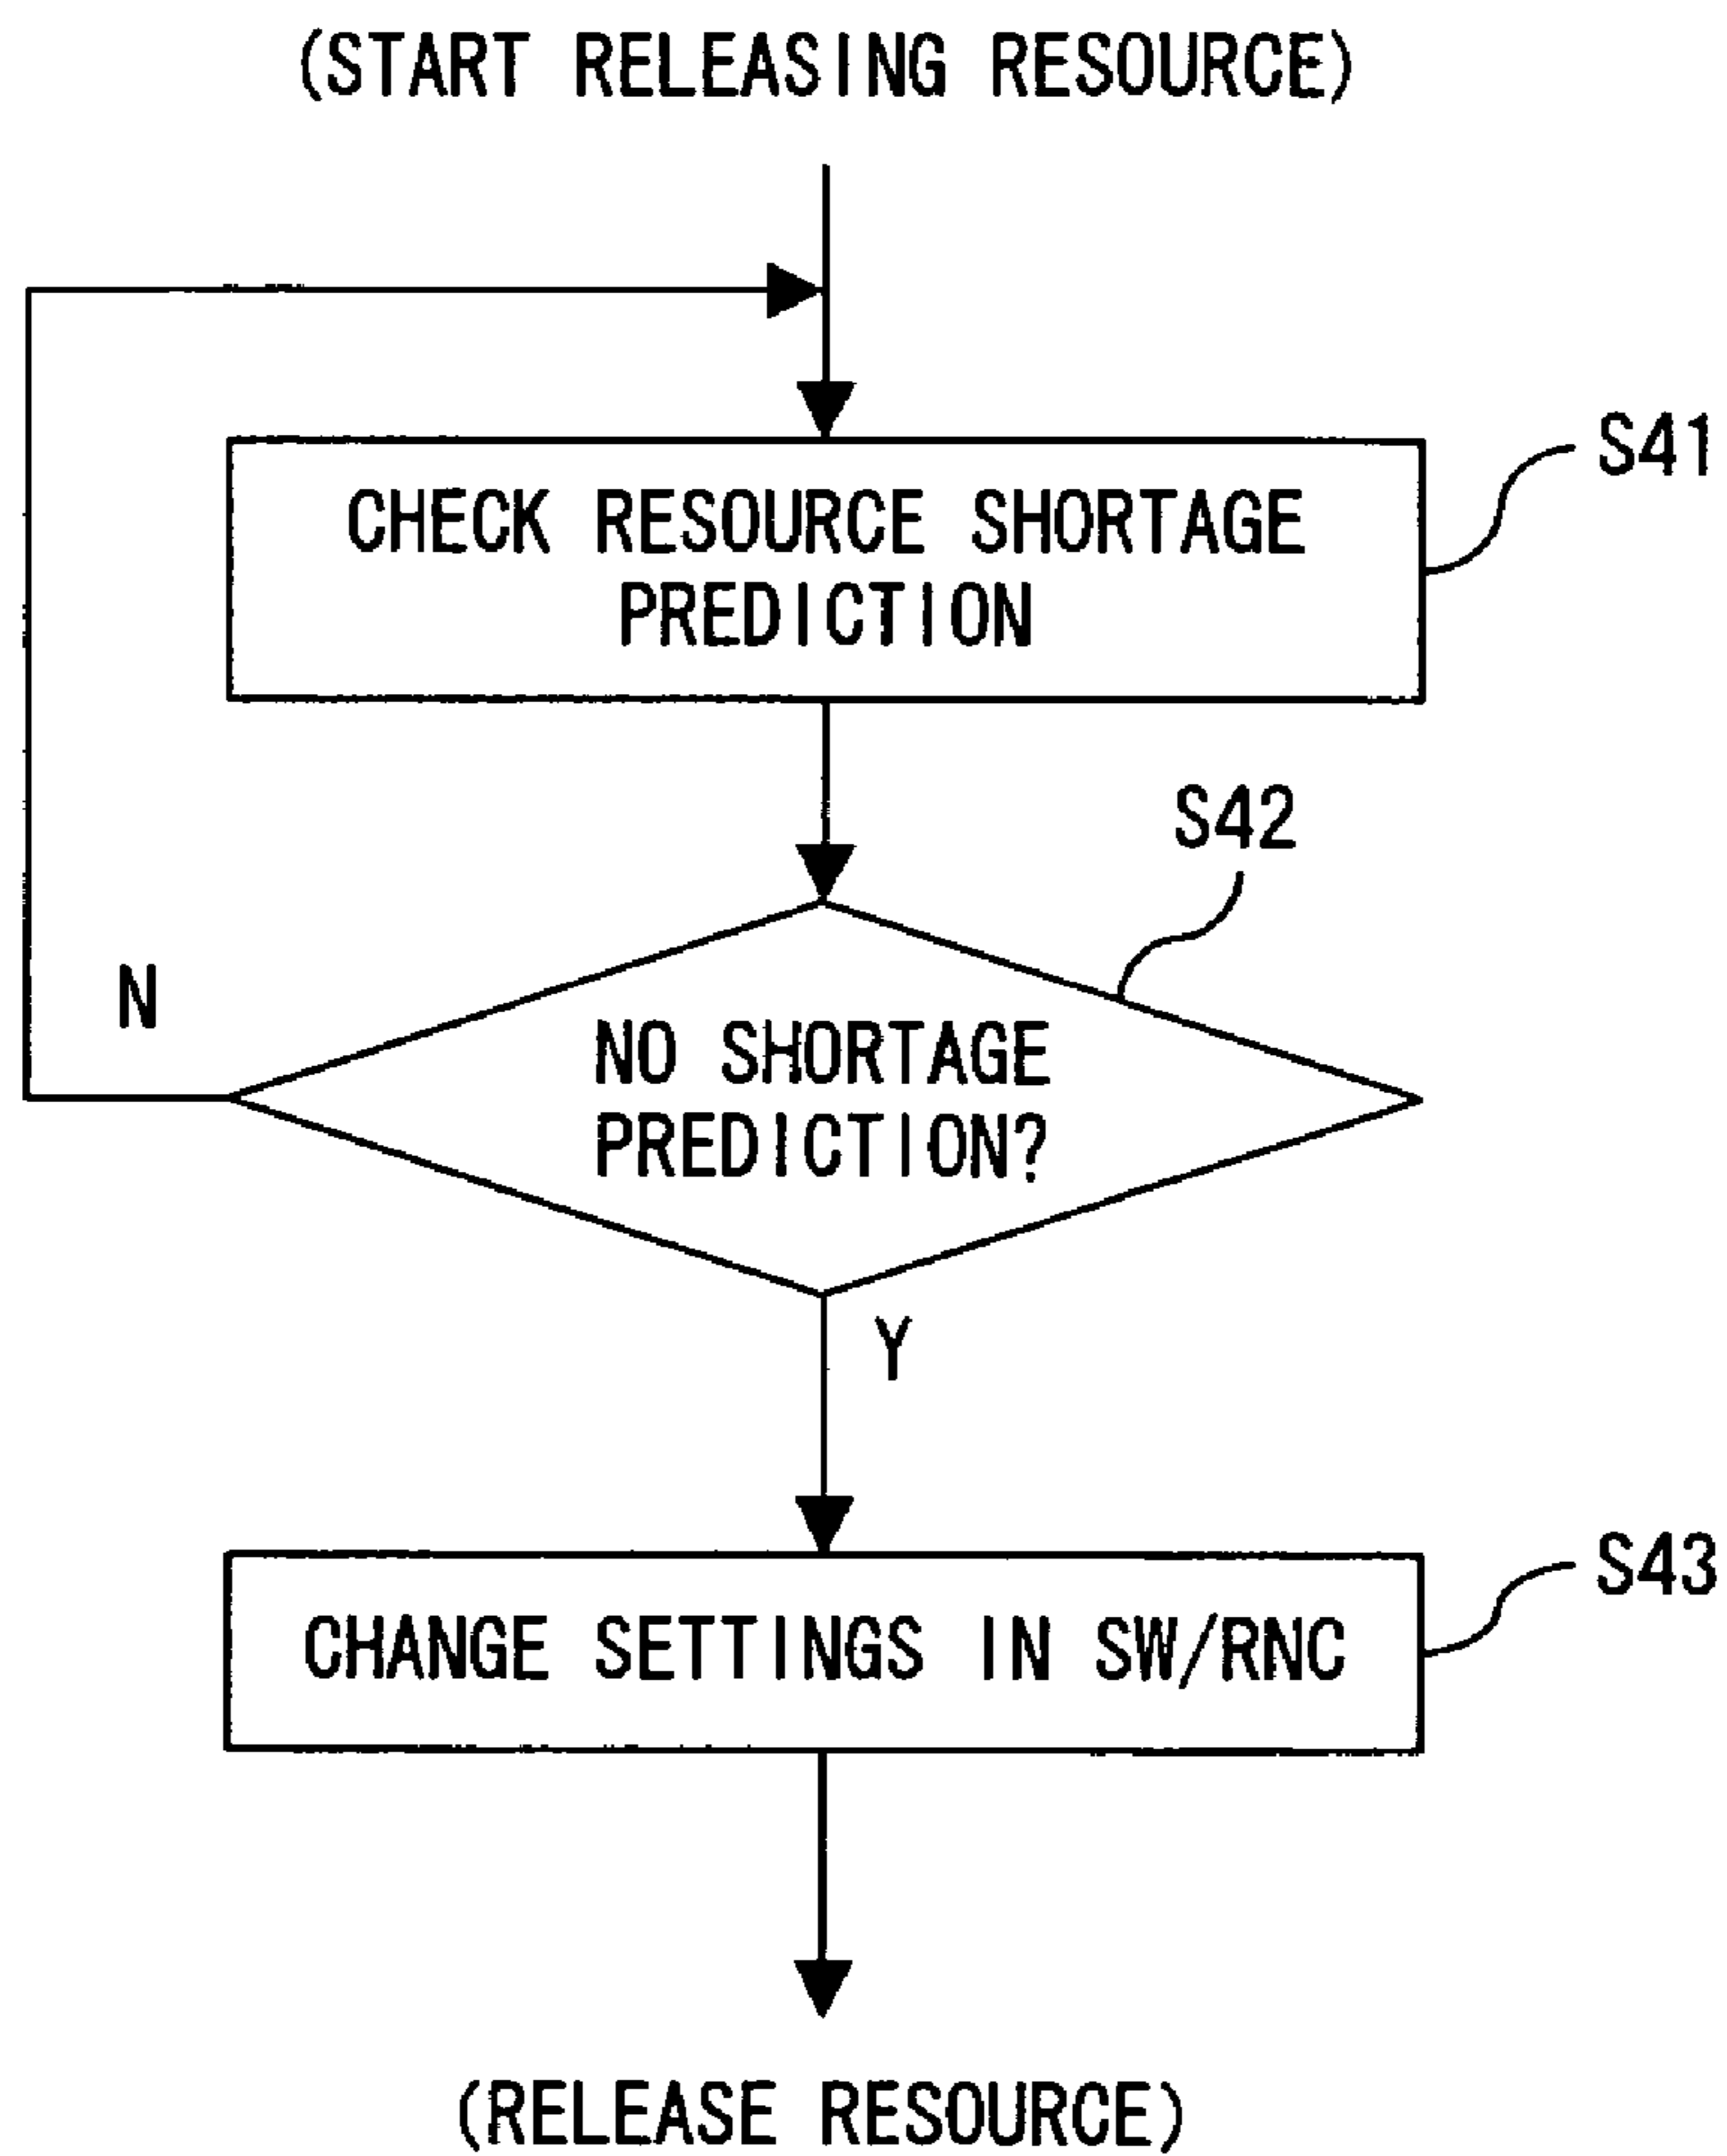 (START RELEASING RESOURCE)
S41
CHECK RESOURCE SHORTAGE
PREDICTION
S42
N
NO SHORTAGE
PREDICTION?
Y
S43
CHANGE SETTINGS IN SW/RNC
(RELEASE RESOURCE)